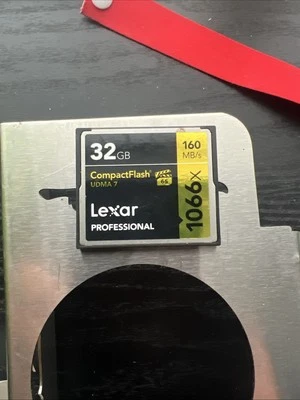 32GB
160
MB/s
CompactFlash
UDMA 7
Lexar
PROFESSIONAL
1066x